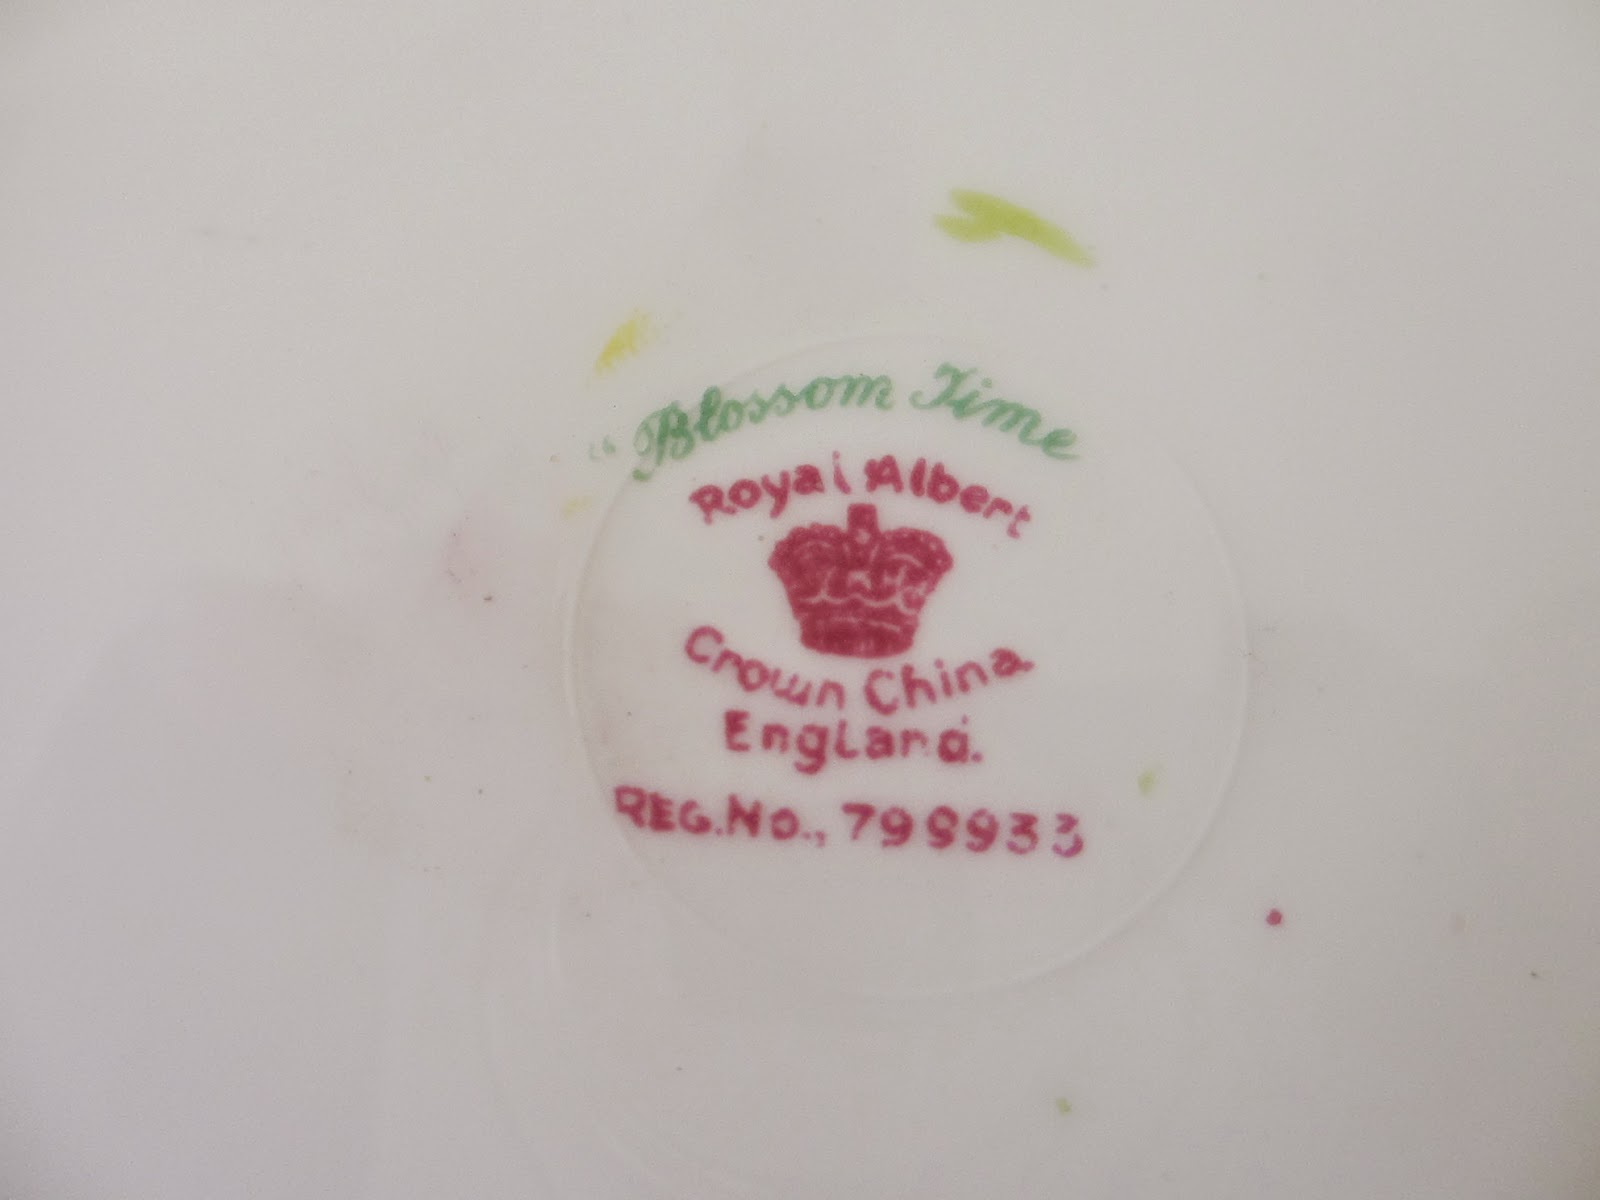 "Blossom Time
Royal Albert
Crown China
England.
REG.No., 799933